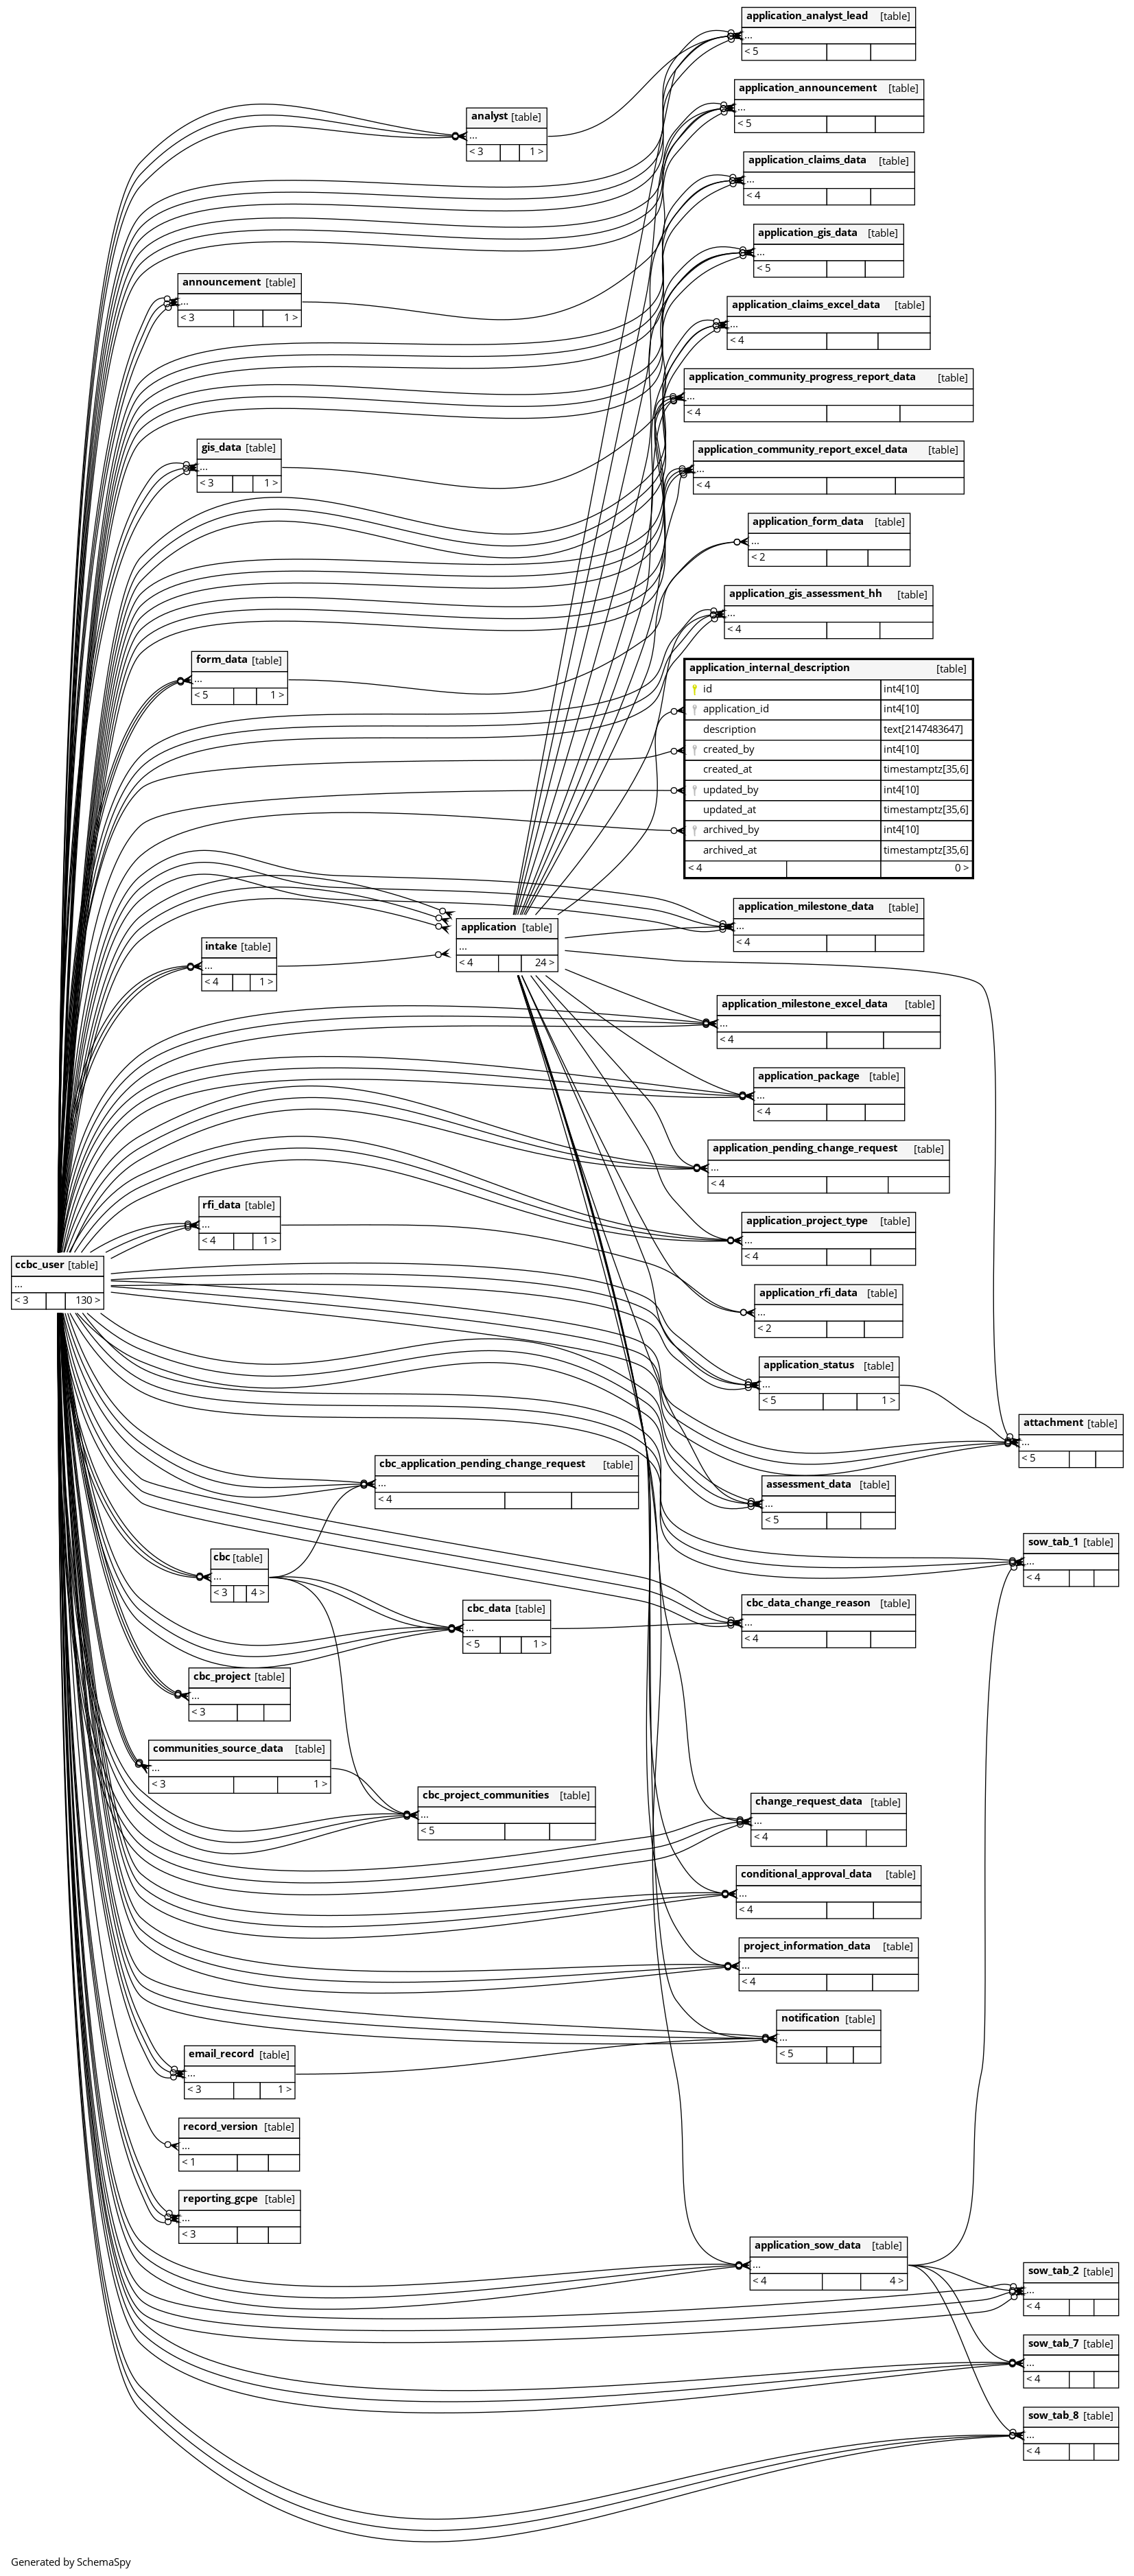 application_analyst_lead [table]
...
< 5
application_announcement [table]
...
< 5
analyst [table]
...
< 3 1 >
application_claims_data [table]
...
< 4
application_gis_data [table]
...
< 5
announcement [table]
...
< 3 1 >
application_claims_excel_data [table]
...
< 4
application_community_progress_report_data [table]
...
< 4
gis_data [table]
...
< 3 1 >
application_community_report_excel_data [table]
...
< 4
application_form_data [table]
...
< 2
application_gis_assessment_hh [table]
...
< 4
form_data [table]
...
< 5 1 >
application_internal_description [table]
id int4[10]
application_id int4[10]
description text[2147483647]
created_by int4[10]
created_at timestamptz[35,6]
updated_by int4[10]
updated_at timestamptz[35,6]
archived_by int4[10]
archived_at timestamptz[35,6]
< 4 0 >
application_milestone_data [table]
...
< 4
application [table]
...
< 4 24 >
intake [table]
...
< 4 1 >
application_milestone_excel_data [table]
...
< 4
application_package [table]
...
< 4
application_pending_change_request [table]
...
< 4
rfi_data [table]
...
< 4 1 >
application_project_type [table]
...
< 4
ccbc_user [table]
...
< 3 130 >
application_rfi_data [table]
...
< 2
application_status [table]
...
< 5 1 >
attachment [table]
...
< 5
cbc_application_pending_change_request [table]
...
< 4
assessment_data [table]
...
< 5
sow_tab_1 [table]
...
< 4
cbc [table]
...
< 3 4 >
cbc_data [table]
...
< 5 1 >
cbc_data_change_reason [table]
...
< 4
cbc_project [table]
...
< 3
communities_source_data [table]
...
< 3 1 >
cbc_project_communities [table]
...
< 5
change_request_data [table]
...
< 4
conditional_approval_data [table]
...
< 4
project_information_data [table]
...
< 4
notification [table]
...
< 5
email_record [table]
...
< 3 1 >
record_version [table]
...
< 1
reporting_gcpe [table]
...
< 3
application_sow_data [table]
...
< 4 4 >
sow_tab_2 [table]
...
< 4
sow_tab_7 [table]
...
< 4
sow_tab_8 [table]
...
< 4
Generated by SchemaSpy